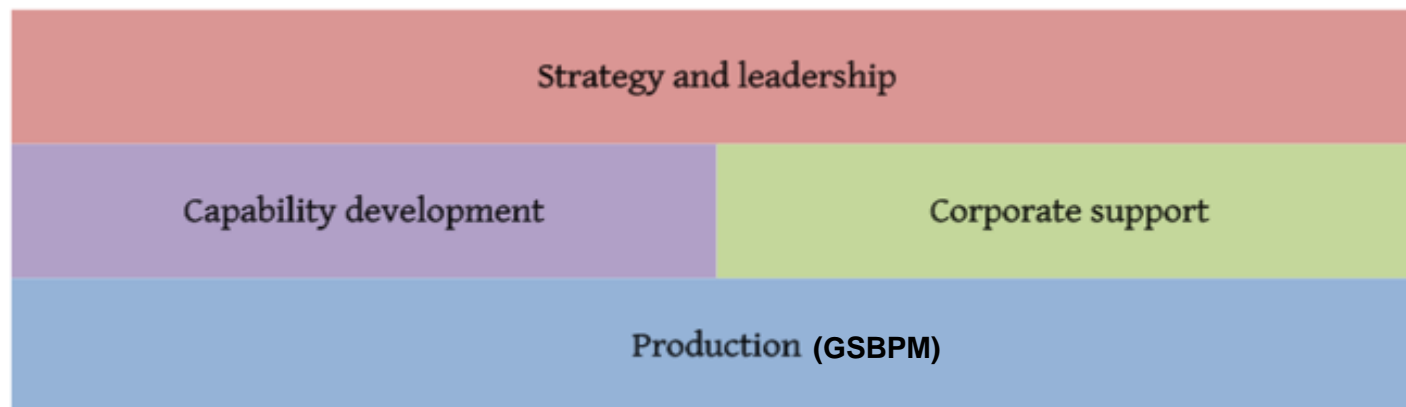 Strategy and leadership
Capability development
Corporate support
Production (GSBPM)